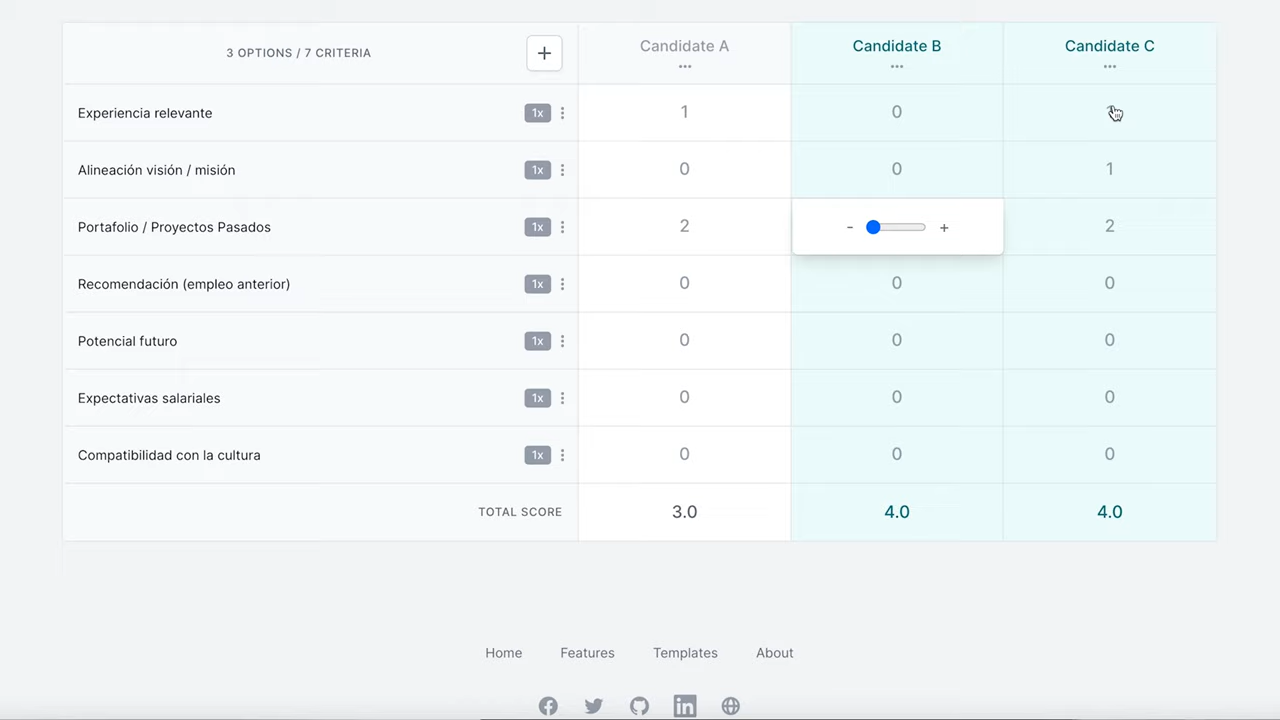 3 OPTIONS / 7 CRITERIA + Candidate A Candidate B Candidate C
... ... ...
Experiencia relevante 1x 1 0
Alineación visión / misión 1x 0 0 1
Portafolio / Proyectos Pasados 1x 2 - + 2
Recomendación (empleo anterior) 1x 0 0 0
Potencial futuro 1x 0 0 0
Expectativas salariales 1x 0 0 0
Compatibilidad con la cultura 1x 0 0 0
TOTAL SCORE 3.0 4.0 4.0
Home Features Templates About